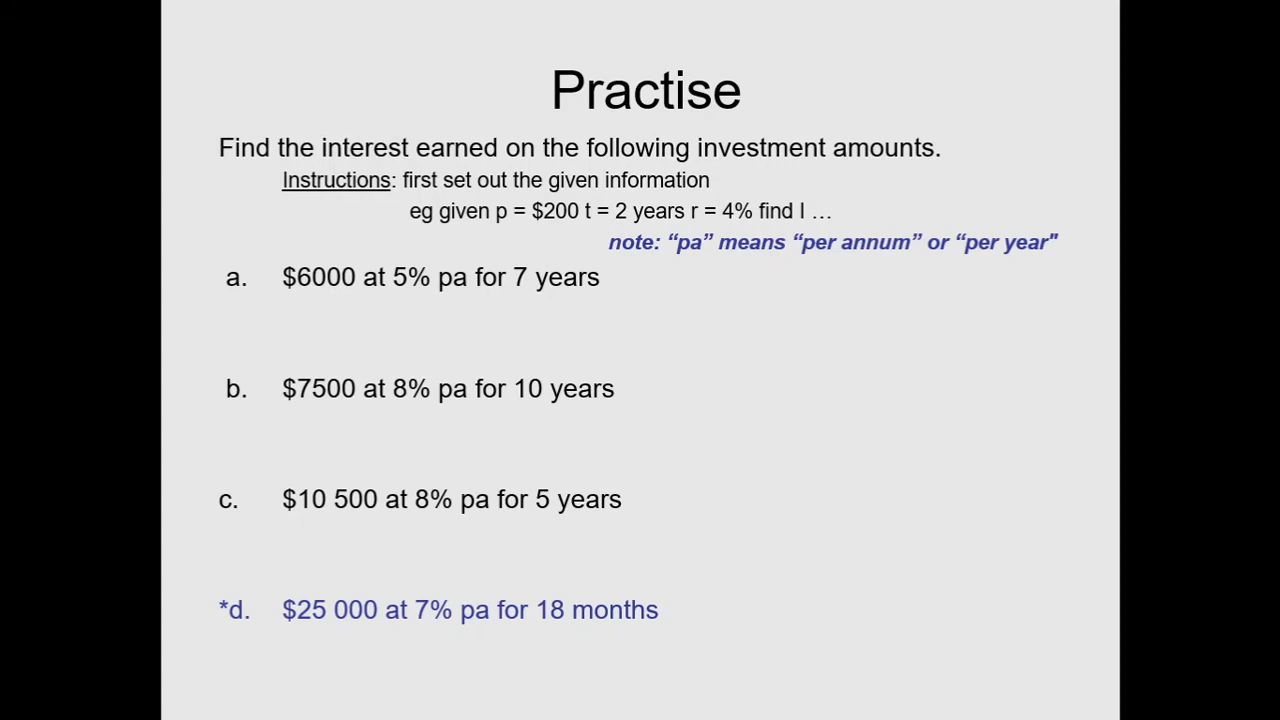 Practise
Find the interest earned on the following investment amounts.
Instructions: first set out the given information
eg given p = $200 t = 2 years r = 4% find I …
note: “pa” means “per annum” or “per year"
a. $6000 at 5% pa for 7 years
b. $7500 at 8% pa for 10 years
c. $10 500 at 8% pa for 5 years
*d. $25 000 at 7% pa for 18 months